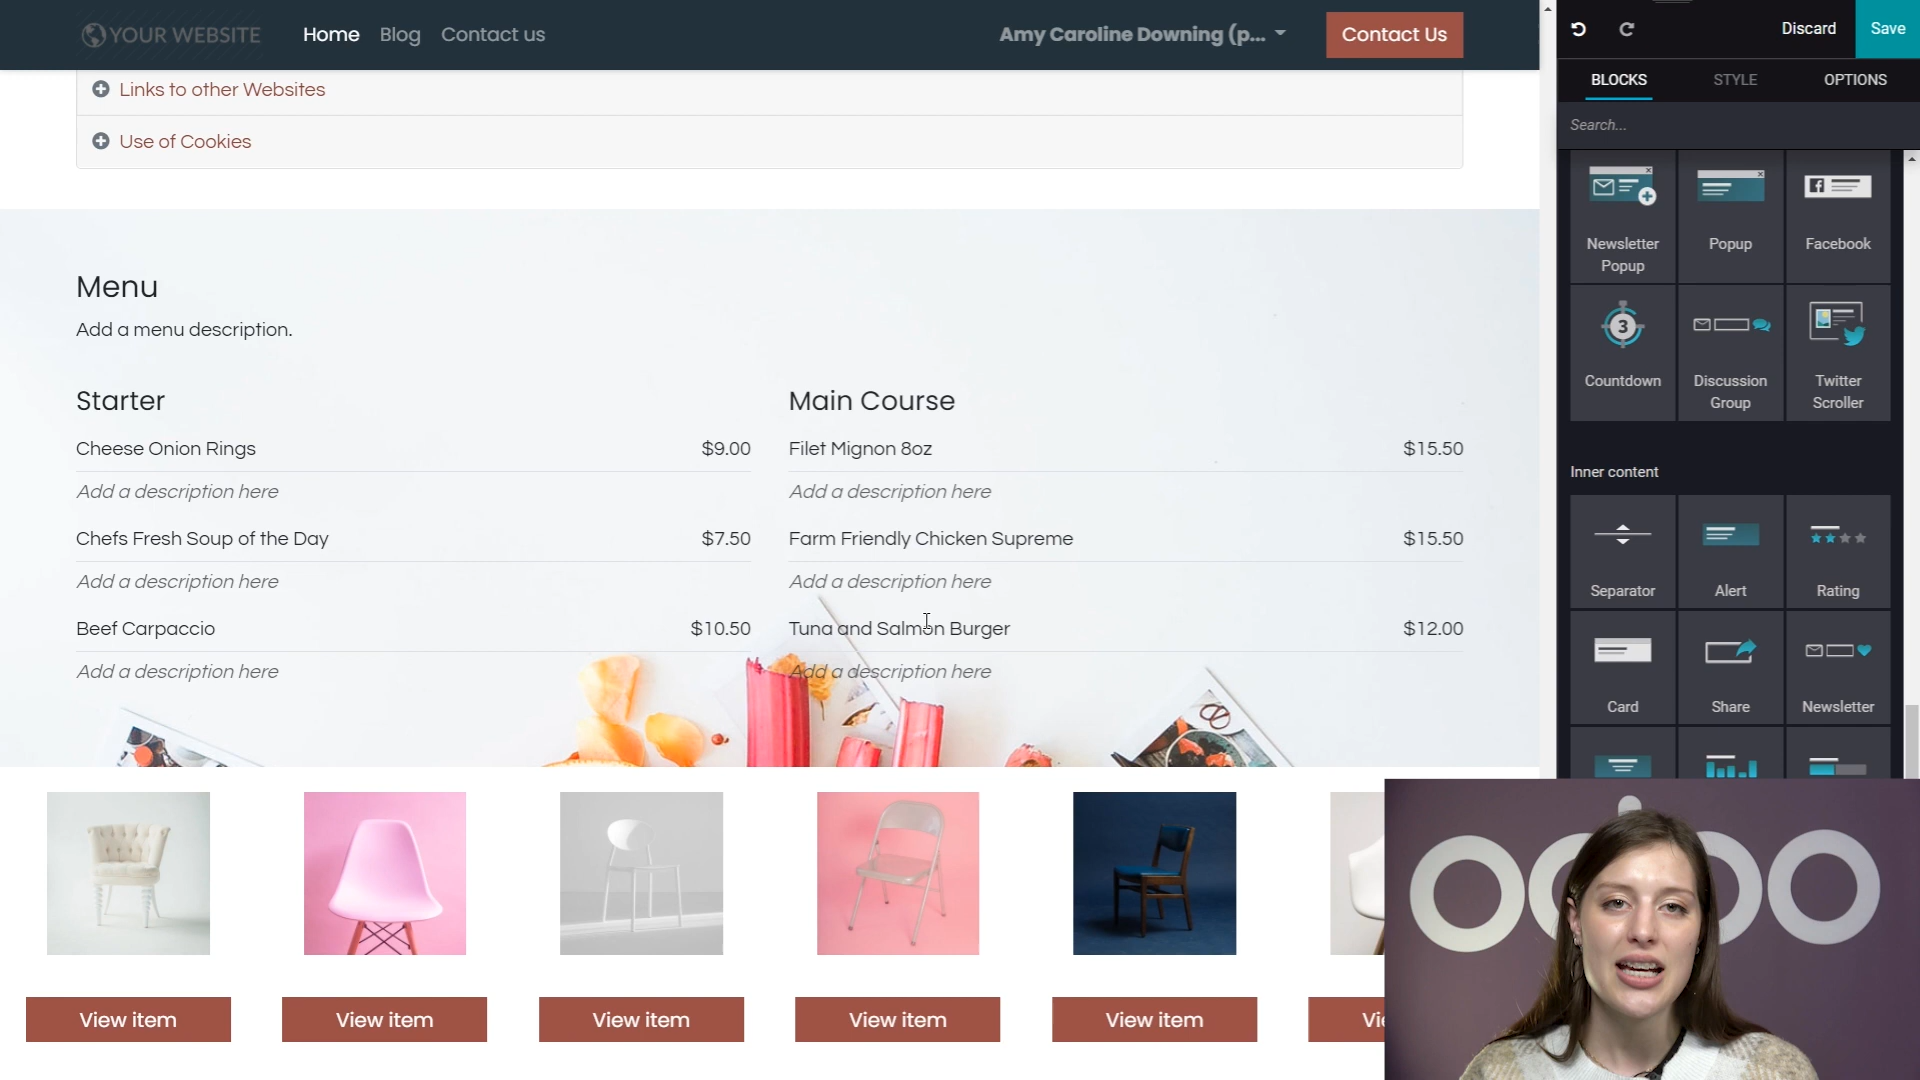 YOUR WEBSITE
Home
Blog
Contact us
Amy Caroline Downing (p...
Contact Us
Discard
Save
BLOCKS
STYLE
OPTIONS
Search...
Links to other Websites
Use of Cookies
Menu
Add a menu description.
Starter
Cheese Onion Rings $9.00
Add a description here
Chefs Fresh Soup of the Day $7.50
Add a description here
Beef Carpaccio $10.50
Add a description here
Main Course
Filet Mignon 8oz $15.50
Add a description here
Farm Friendly Chicken Supreme $15.50
Add a description here
Tuna and Salmon Burger $12.00
Add a description here
View item
View item
View item
View item
View item
Newsletter
Popup
Popup
Facebook
3
Countdown
Discussion
Group
Twitter
Scroller
Inner content
Separator
Alert
Rating
Card
Share
Newsletter
odoo